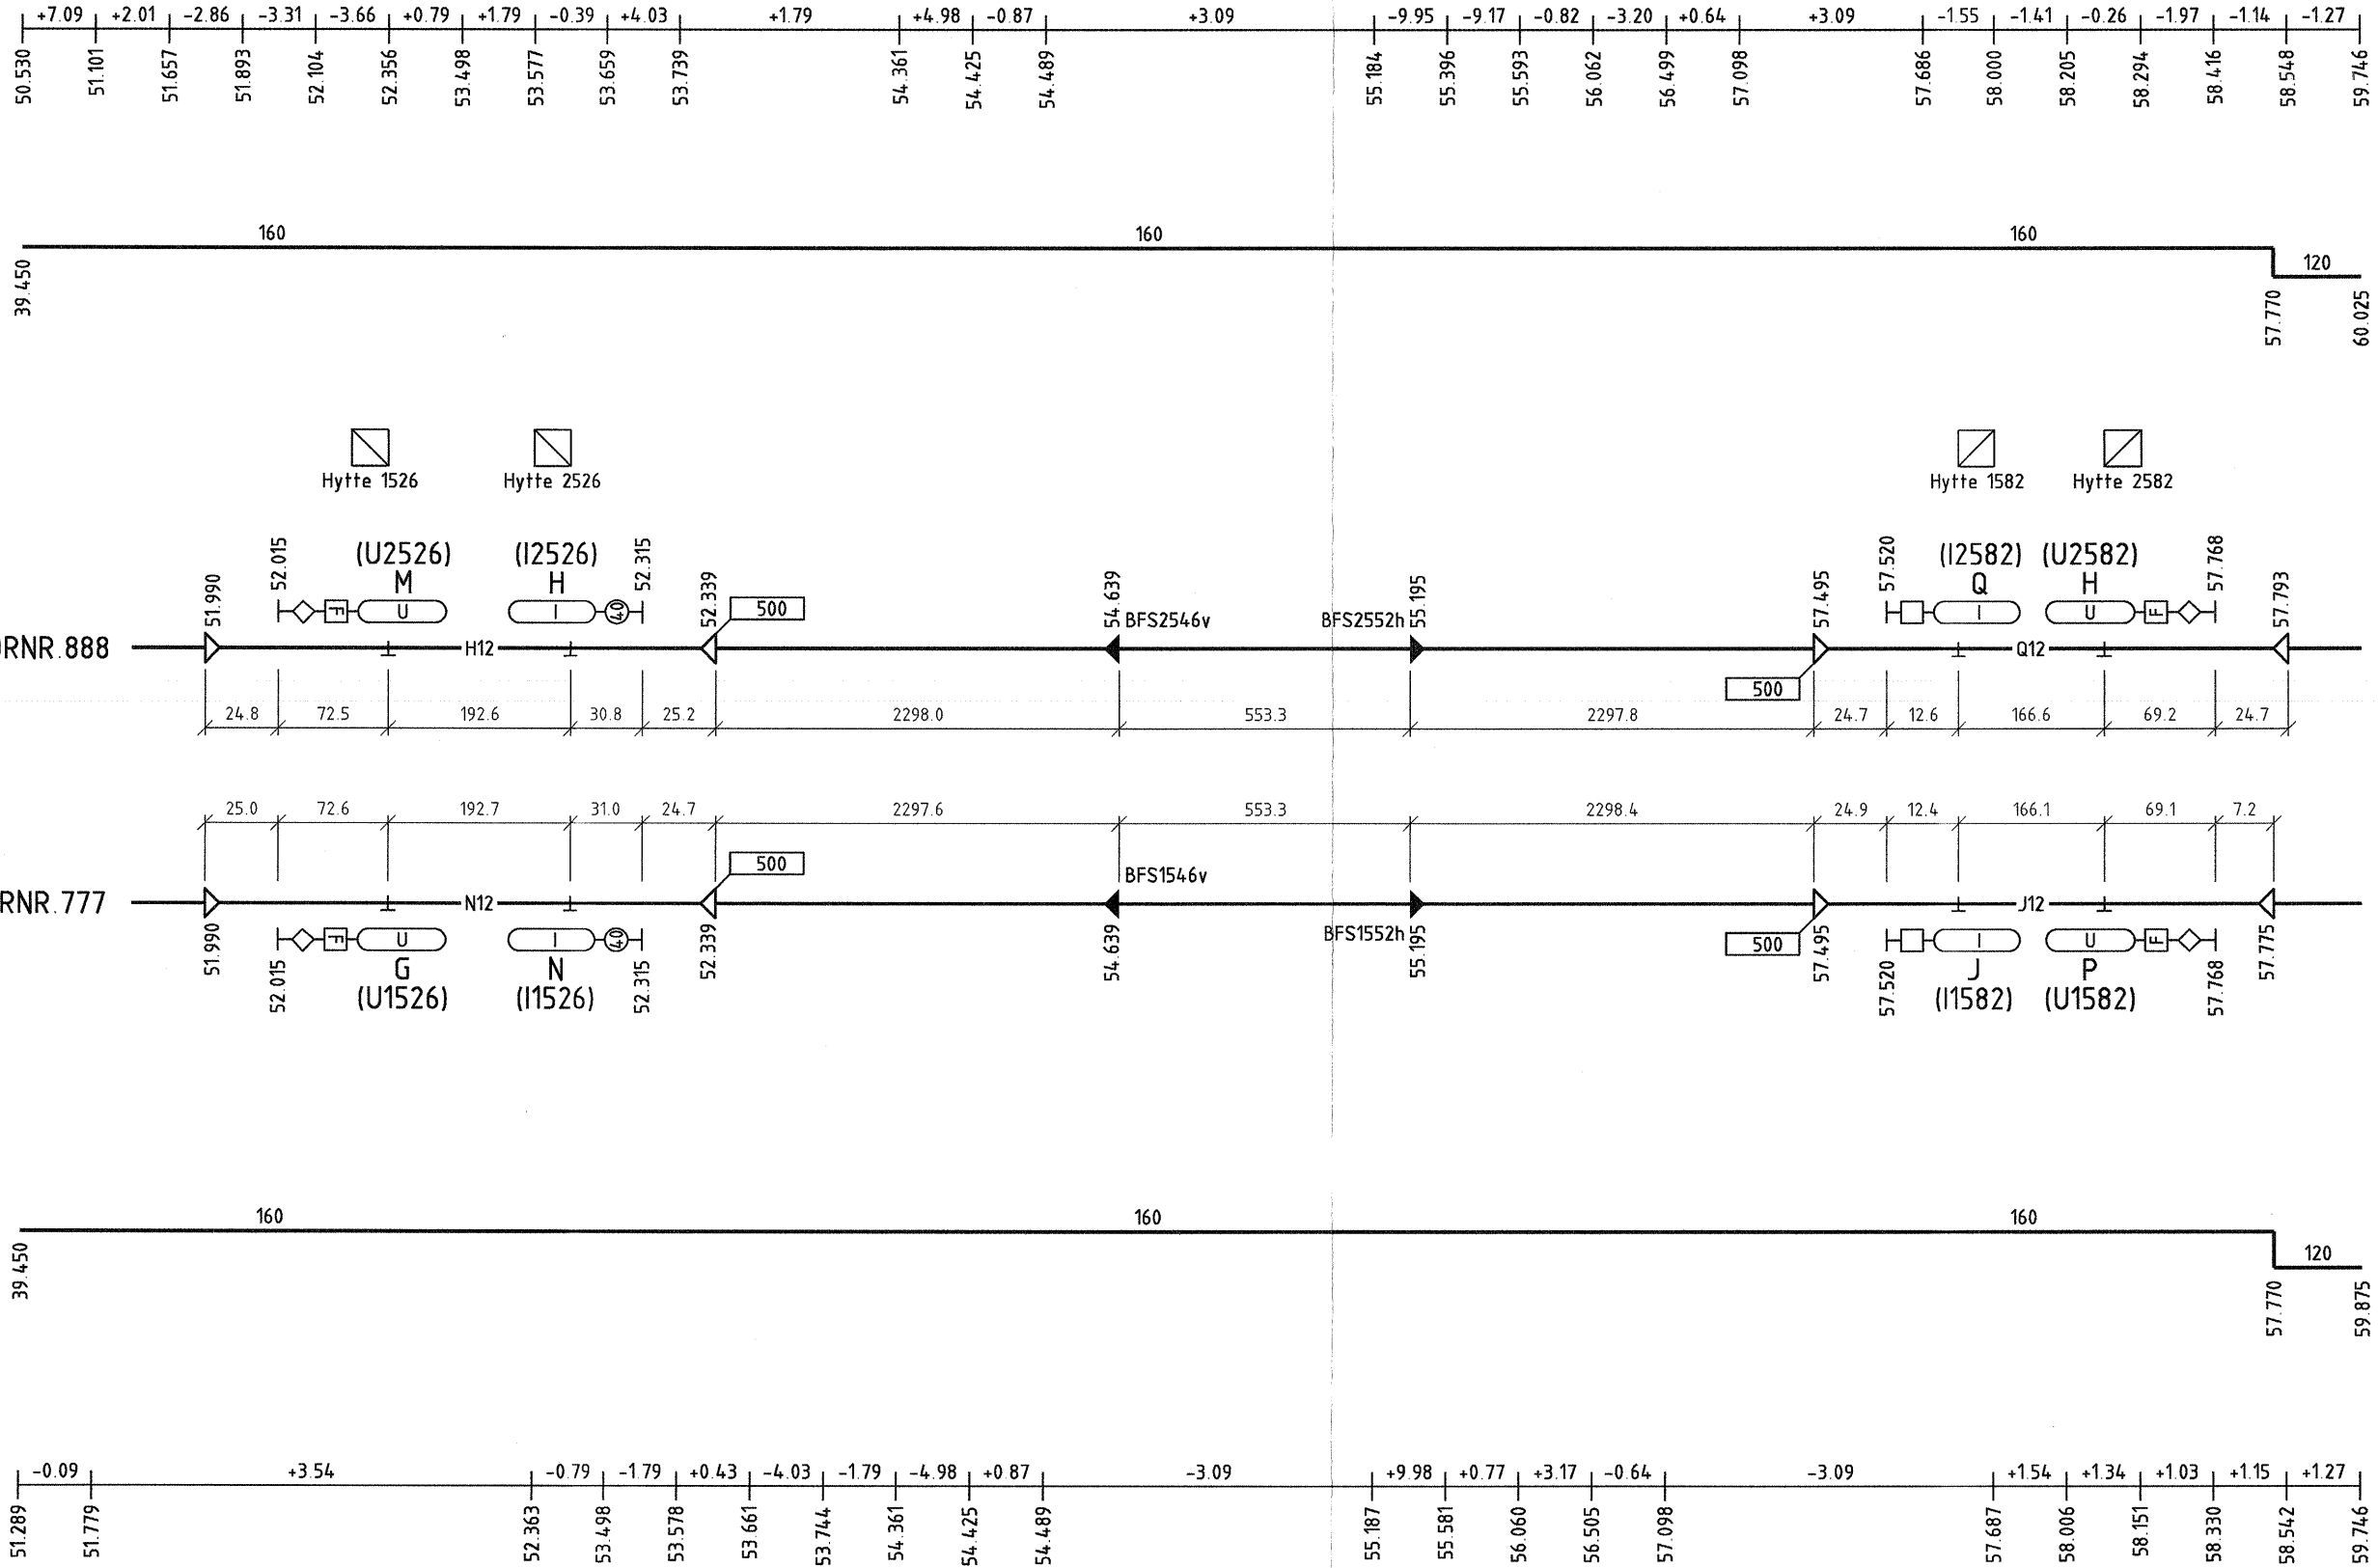 +7.09 +2.01 -2.86 -3.31 -3.66 +0.79 +1.79 -0.39 +4.03 +1.79 +4.98 -0.87 +3.09 -9.95 -9.17 -0.82 -3.20 +0.64 +3.09 -1.55 -1.41 -0.26 -1.97 -1.14 -1.27
50.530 51.101 51.657 51.893 52.104 52.356 53.498 53.577 53.659 53.739 54.361 54.425 54.489 55.184 55.396 55.593 56.062 56.499 57.098 57.686 58.000 58.205 58.294 58.416 58.548 59.746
160 160 160
120
39.450 57.770 60.025
Hytte 1526 Hytte 2526 Hytte 1582 Hytte 2582
(U2526) (I2526) (I2582) (U2582)
M H Q H
51.990 52.015 52.315 52.339 54.639 55.195 57.495 57.520 57.768 57.793
F U I 40 500 I U F
BFS2546v BFS2552h
RNR.888 H12 Q12
500
24.8 72.5 192.6 30.8 25.2 2298.0 553.3 2297.8 24.7 12.6 166.6 69.2 24.7
25.0 72.6 192.7 31.0 24.7 2297.6 553.3 2298.4 24.9 12.4 166.1 69.1 7.2
500
BFS1546v
RNR.777 N12 J12
BFS1552h
F U I 40 500 I U F
51.990 52.015 52.315 52.339 54.639 55.195 57.495 57.520 57.768 57.775
G N J P
(U1526) (I1526) (I1582) (U1582)
160 160 160
120
39.450 57.770 59.875
-0.09 +3.54 -0.79 -1.79 +0.43 -4.03 -1.79 -4.98 +0.87 -3.09 +9.98 +0.77 +3.17 -0.64 -3.09 +1.54 +1.34 +1.03 +1.15 +1.27
51.289 51.779 52.363 53.498 53.578 53.661 53.744 54.361 54.425 54.489 55.187 55.581 56.060 56.505 57.098 57.687 58.006 58.151 58.330 58.542 59.746